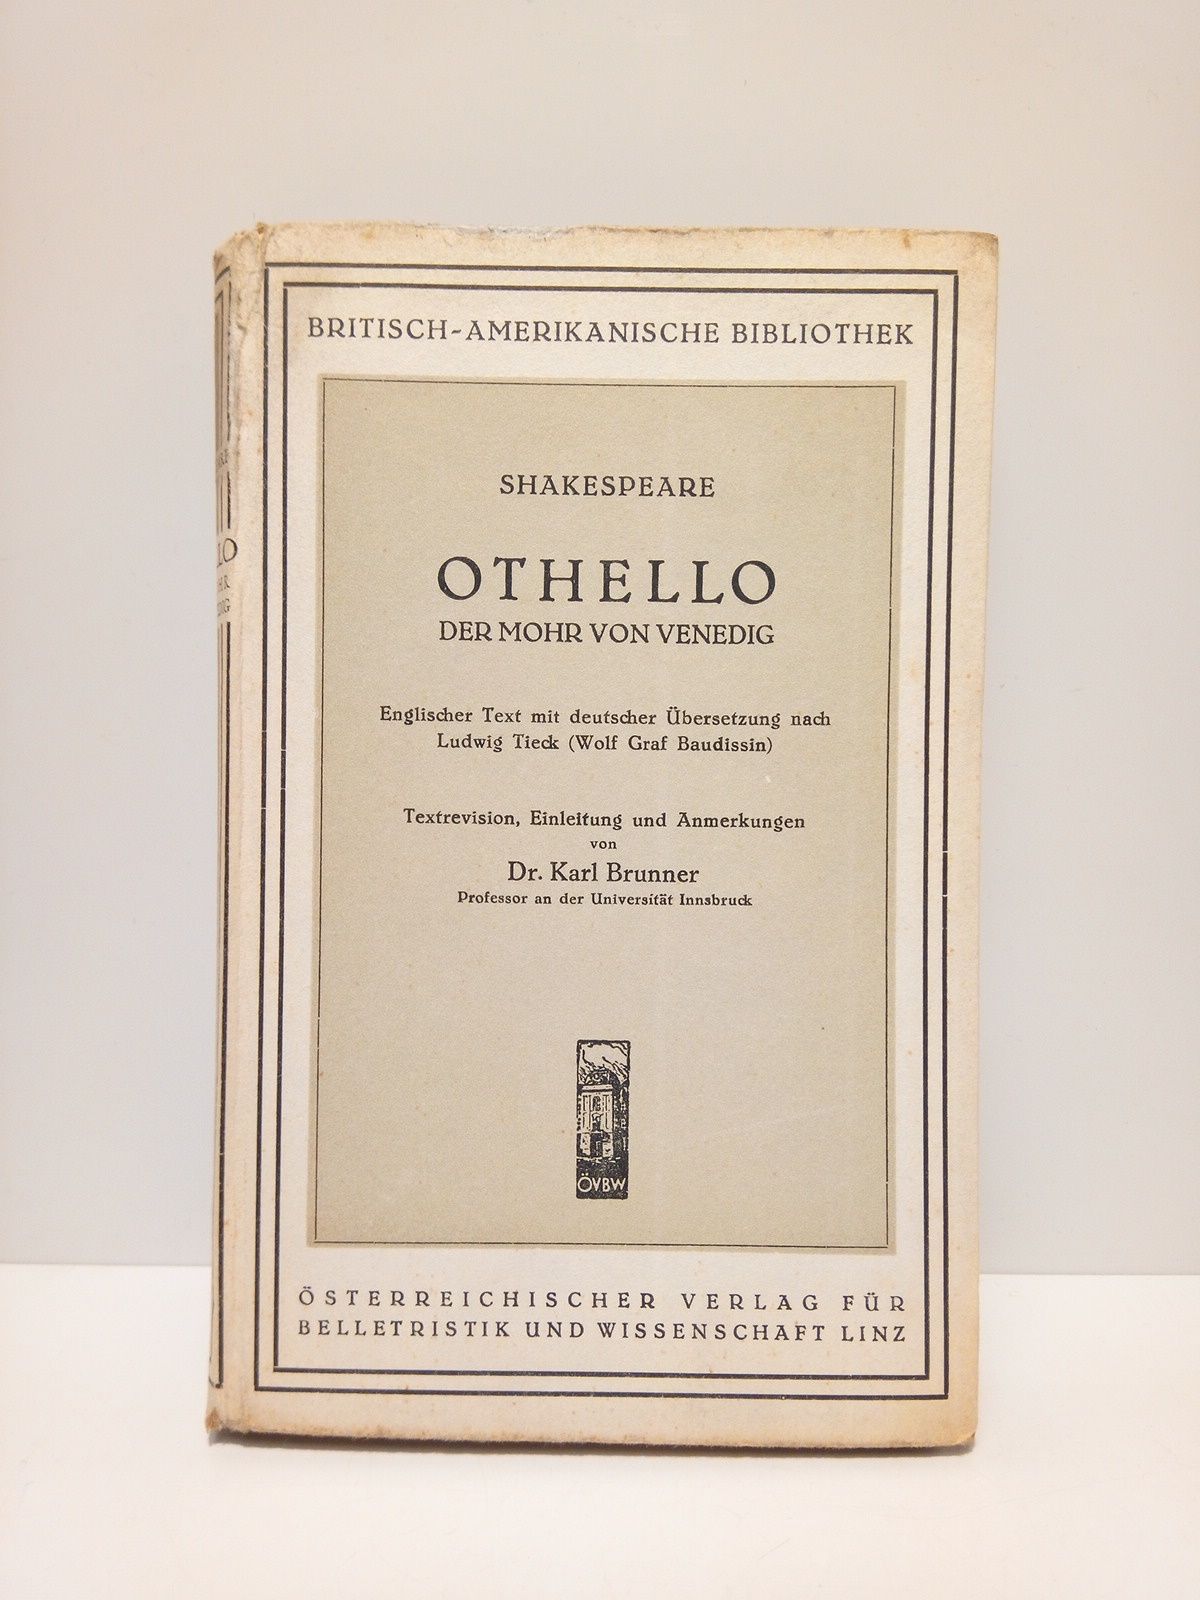 BRITISCH-AMERIKANISCHE BIBLIOTHEK
SHAKESPEARE
OTHELLO
DER MOHR VON VENEDIG
Englischer Text mit deutscher Übersetzung nach
Ludwig Tieck (Wolf Graf Baudissin)
Textrevision, Einleitung und Anmerkungen
von
Dr. Karl Brunner
Professor an der Universität Innsbruck
ÖVBW
ÖSTERREICHISCHER VERLAG FÜR
BELLETRISTIK UND WISSENSCHAFT LINZ